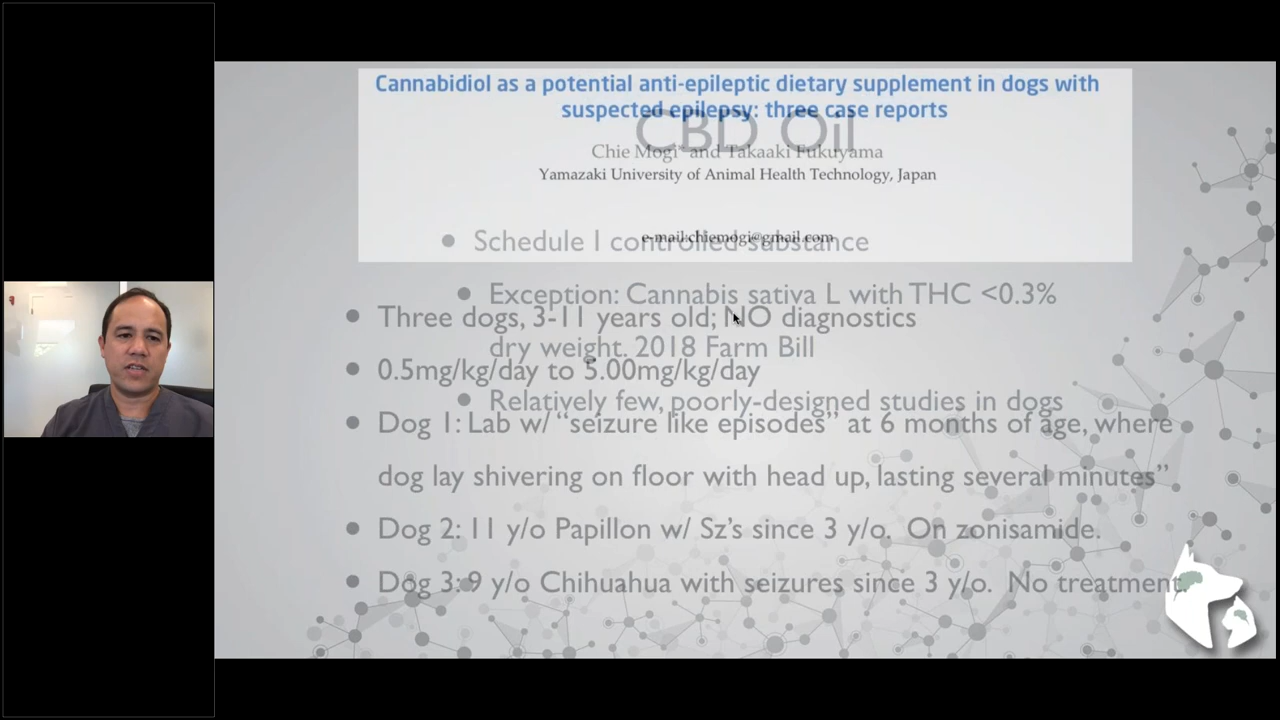 Cannabidiol as a potential anti-epileptic dietary supplement in dogs with
suspected epilepsy: three case reports
CBD Oil
Chie Mogi* and Takaaki Fukuyama
Yamazaki University of Animal Health Technology, Japan
e-mail:chiemogi@gmail.com
• Schedule I controlled substance
• Exception: Cannabis sativa L with THC <0.3%
• Three dogs, 3-11 years old; NO diagnostics
dry weight. 2018 Farm Bill
• 0.5mg/kg/day to 5.00mg/kg/day
• Relatively few, poorly-designed studies in dogs
• Dog 1: Lab w/ “seizure like episodes” at 6 months of age, where
dog lay shivering on floor with head up, lasting several minutes”
• Dog 2: 11 y/o Papillon w/ Sz’s since 3 y/o. On zonisamide.
• Dog 3: 9 y/o Chihuahua with seizures since 3 y/o. No treatment